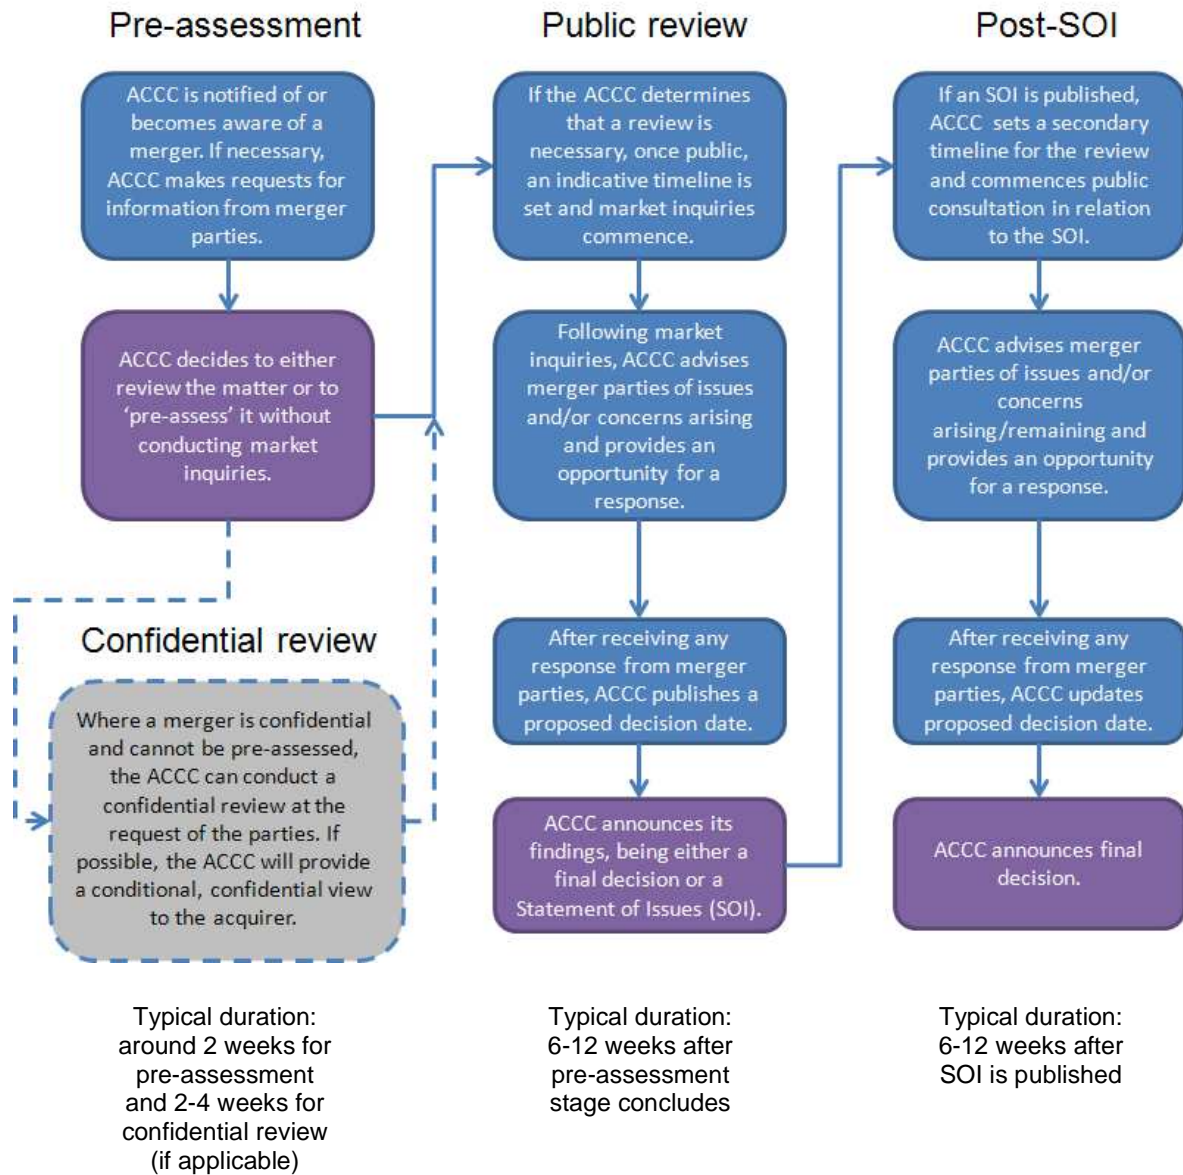 Pre-assessment
ACCC is notified of or
becomes aware of a
merger. If necessary,
ACCC makes requests for
information from merger
parties.
ACCC decides to either
review the matter or to
‘pre-assess’ it without
conducting market
inquiries.
Confidential review
Where a merger is confidential
and cannot be pre-assessed,
the ACCC can conduct a
confidential review at the
request of the parties. If
possible, the ACCC will provide
a conditional, confidential view
to the acquirer.
Typical duration:
around 2 weeks for
pre-assessment
and 2-4 weeks for
confidential review
(if applicable)
Public review
If the ACCC determines
that a review is
necessary, once public,
an indicative timeline is
set and market inquiries
commence.
Following market
inquiries, ACCC advises
merger parties of issues
and/or concerns arising
and provides an
opportunity for a
response.
After receiving any
response from merger
parties, ACCC publishes a
proposed decision date.
ACCC announces its
findings, being either a
final decision or a
Statement of Issues (SOI).
Typical duration:
6-12 weeks after
pre-assessment
stage concludes
Post-SOI
If an SOI is published,
ACCC sets a secondary
timeline for the review
and commences public
consultation in relation
to the SOI.
ACCC advises merger
parties of issues and/or
concerns
arising/remaining and
provides an opportunity
for a response.
After receiving any
response from merger
parties, ACCC updates
proposed decision date.
ACCC announces final
decision.
Typical duration:
6-12 weeks after
SOI is published